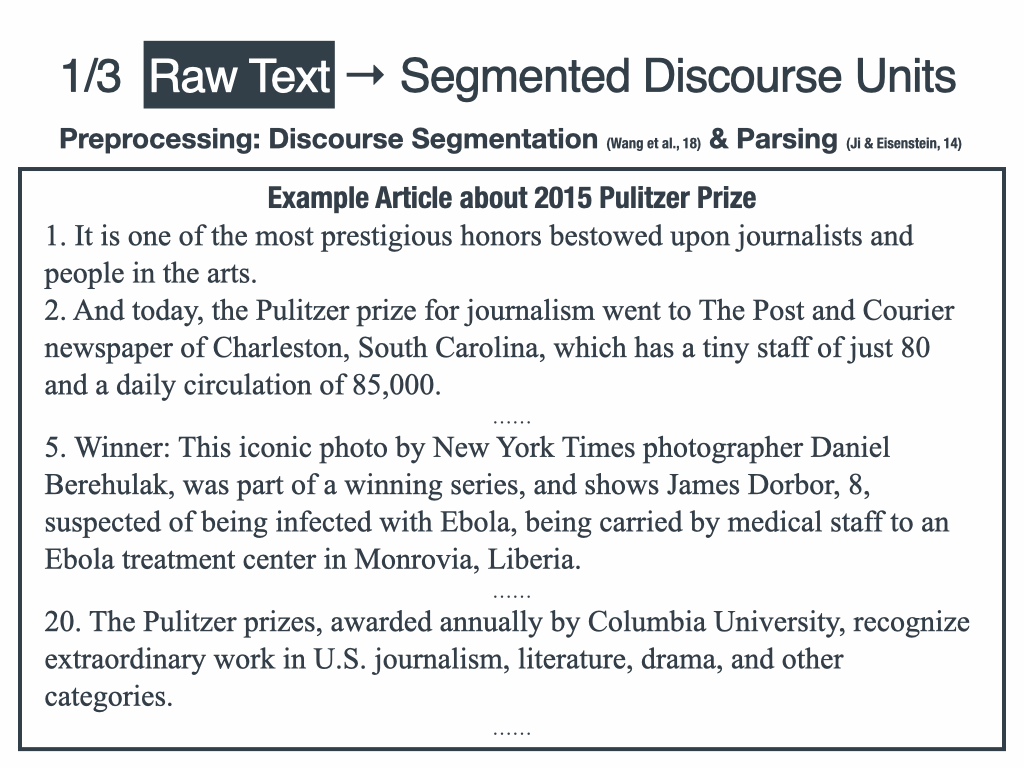 1/3 Raw Text → Segmented Discourse Units
Preprocessing: Discourse Segmentation (Wang et al., 18) & Parsing (Ji & Eisenstein, 14)
Example Article about 2015 Pulitzer Prize
1. It is one of the most prestigious honors bestowed upon journalists and
people in the arts.
2. And today, the Pulitzer prize for journalism went to The Post and Courier
newspaper of Charleston, South Carolina, which has a tiny staff of just 80
and a daily circulation of 85,000.
......
5. Winner: This iconic photo by New York Times photographer Daniel
Berehulak, was part of a winning series, and shows James Dorbor, 8,
suspected of being infected with Ebola, being carried by medical staff to an
Ebola treatment center in Monrovia, Liberia.
......
20. The Pulitzer prizes, awarded annually by Columbia University, recognize
extraordinary work in U.S. journalism, literature, drama, and other
categories.
......